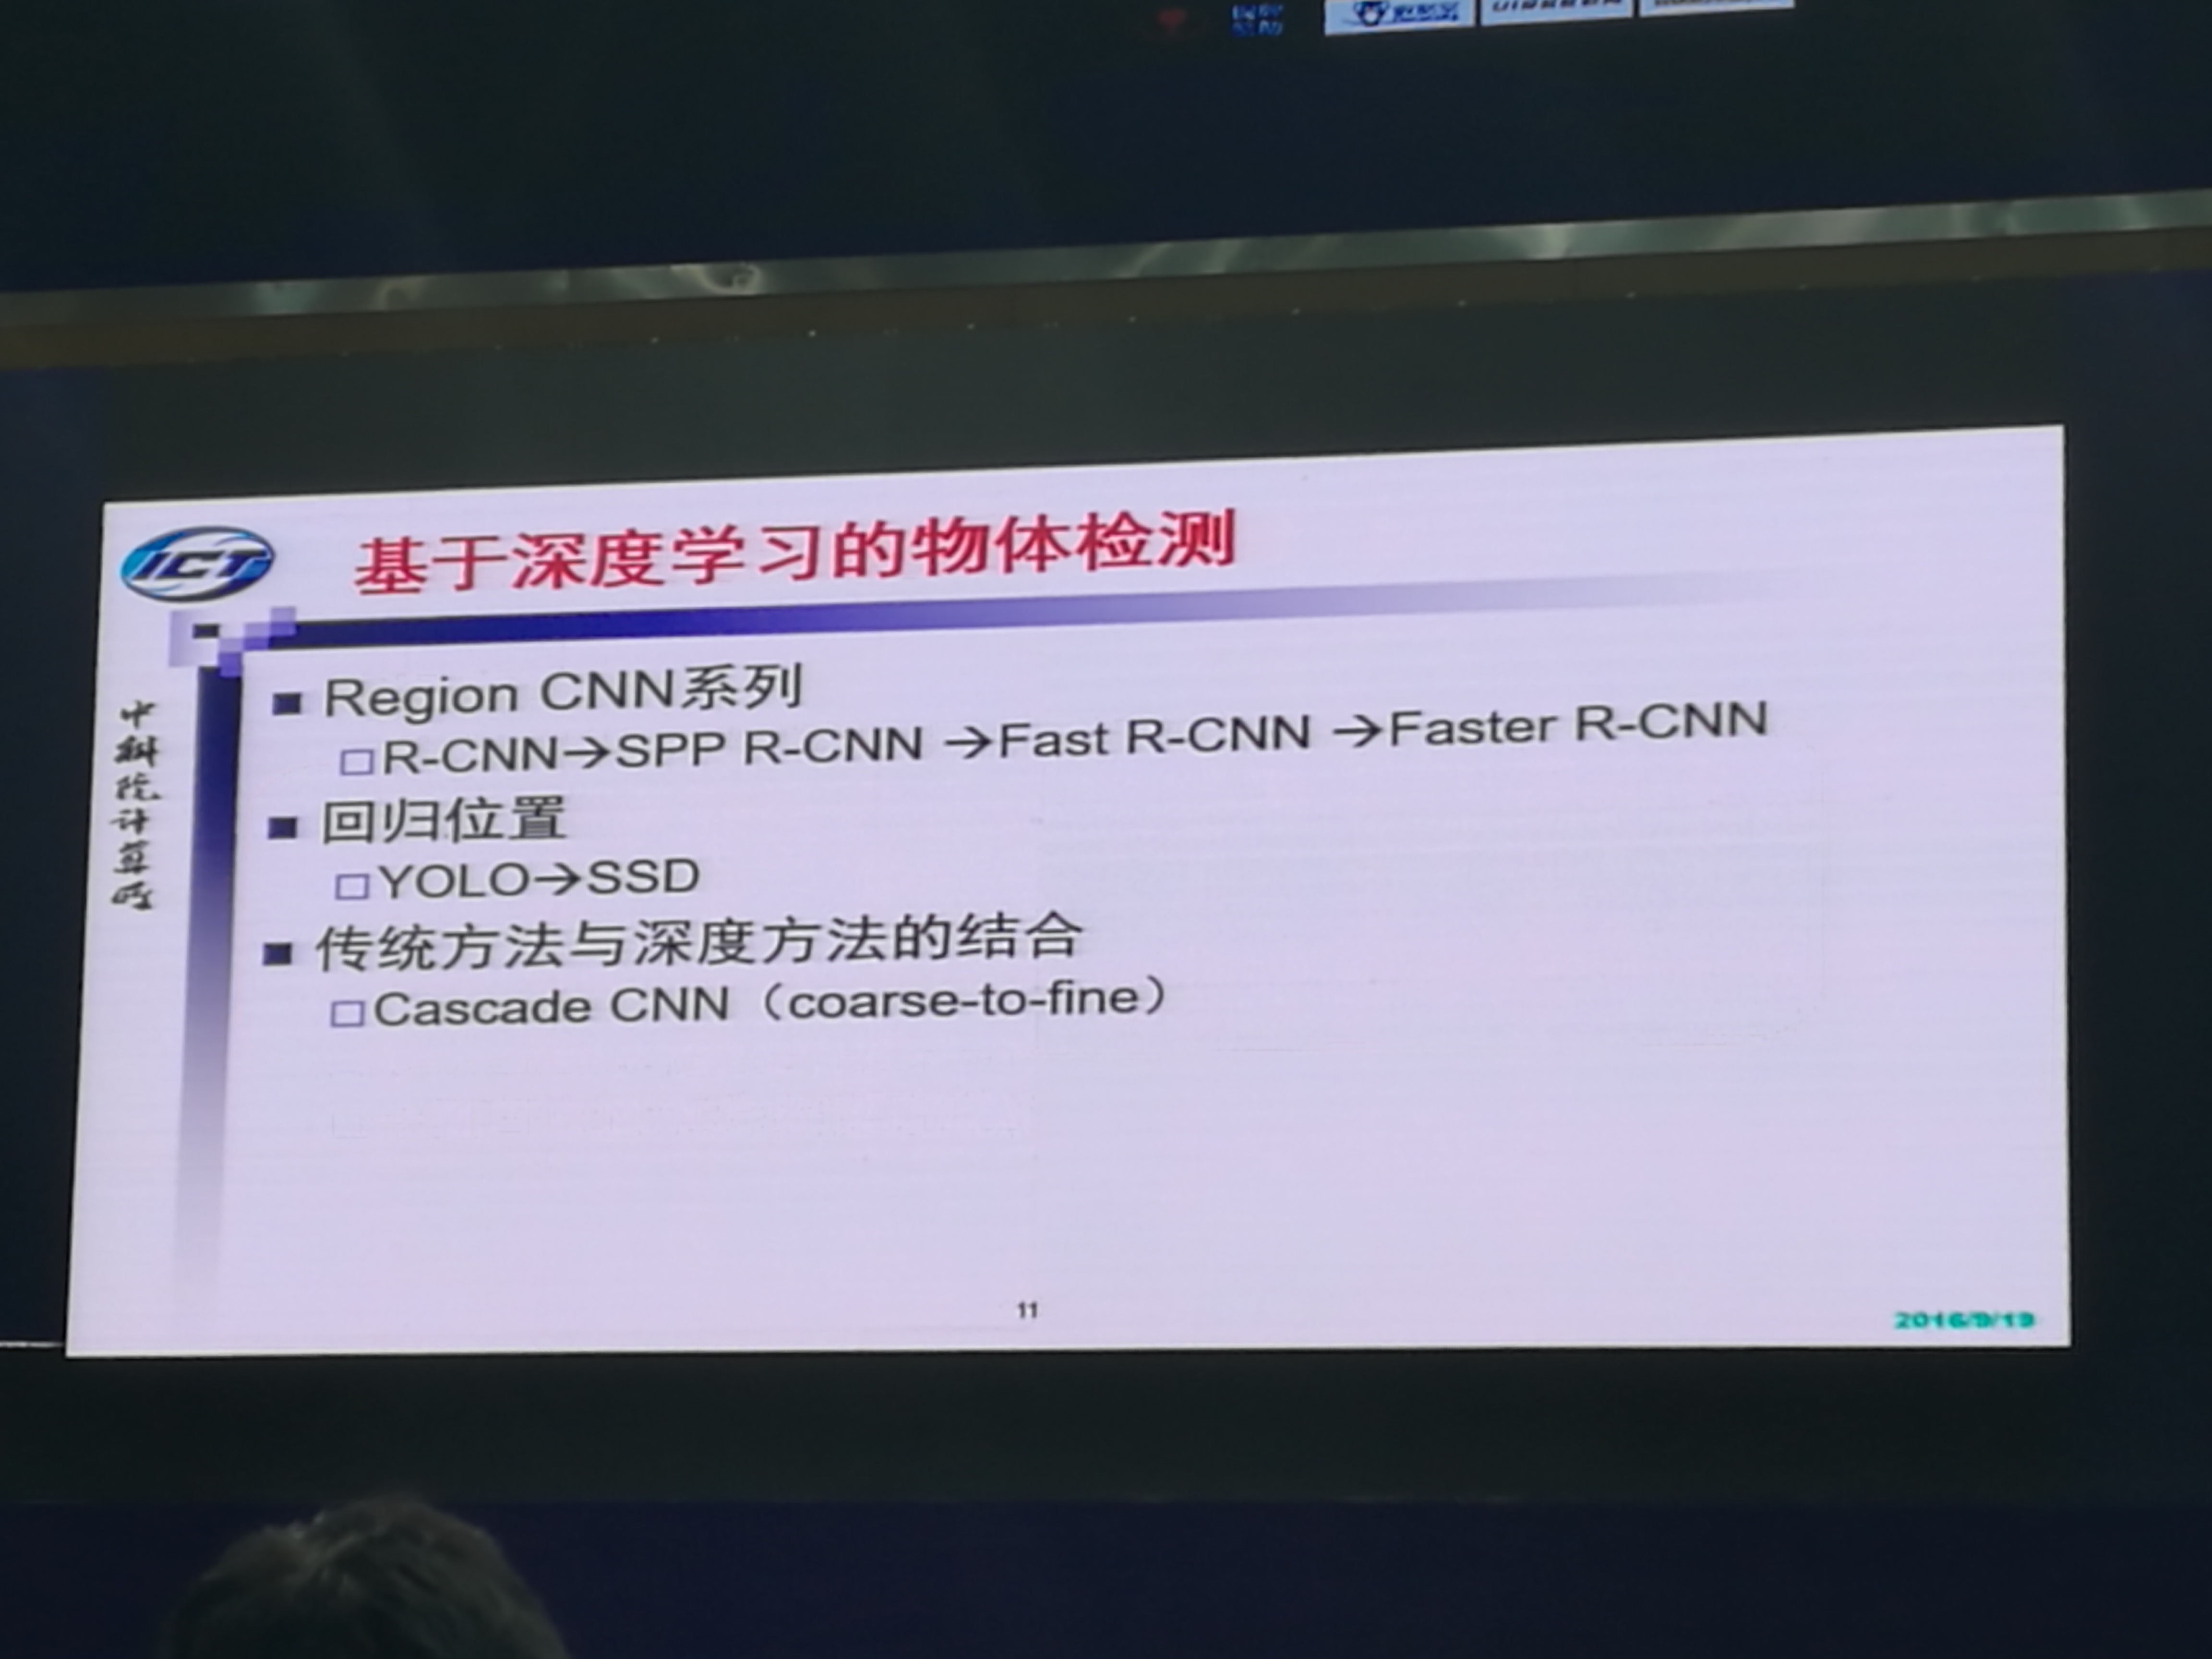 ICT
基于深度学习的物体检测
中科院计算所
■ Region CNN系列
□R-CNN→SPP R-CNN →Fast R-CNN →Faster R-CNN
■ 回归位置
□YOLO→SSD
■ 传统方法与深度方法的结合
□Cascade CNN（coarse-to-fine）
11
2016/9/19